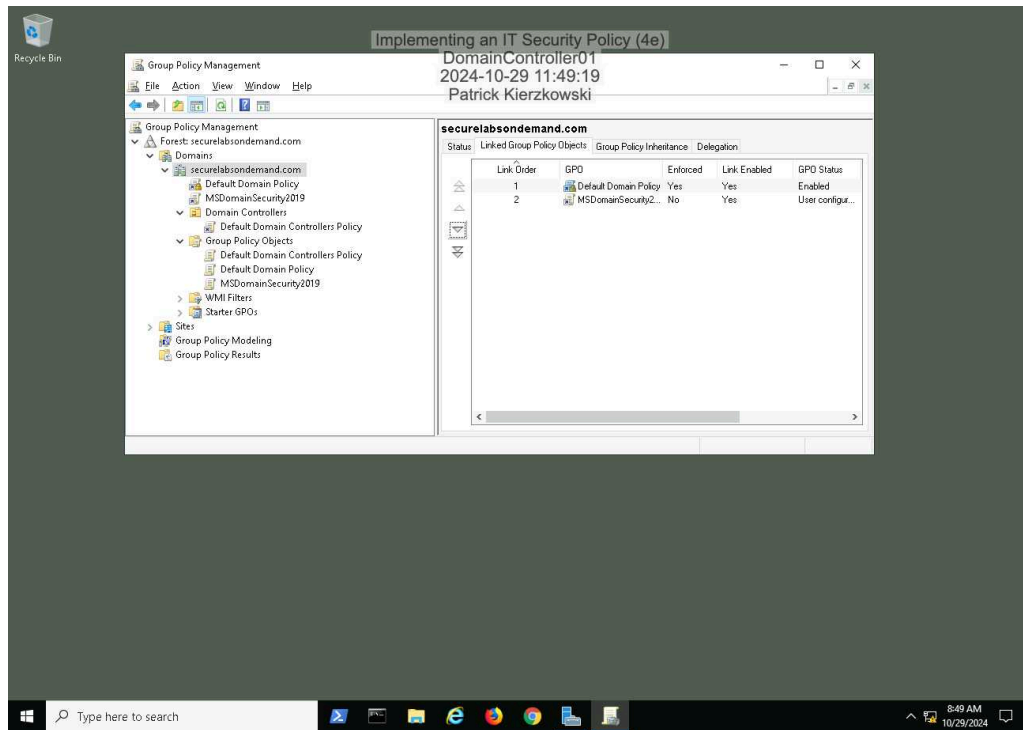 Recycle Bin
Implementing an IT Security Policy (4e)
DomainController01
2024-10-29 11:49:19
Patrick Kierzkowski
Group Policy Management
File Action View Window Help
Group Policy Management
Forest: securelabsondemand.com
Domains
securelabsondemand.com
Default Domain Policy
MSDomainSecurity2019
Domain Controllers
Default Domain Controllers Policy
Group Policy Objects
Default Domain Controllers Policy
Default Domain Policy
MSDomainSecurity2019
WMI Filters
Starter GPOs
Sites
Group Policy Modeling
Group Policy Results
securelabsondemand.com
Status Linked Group Policy Objects Group Policy Inheritance Delegation
Link Order GPO Enforced Link Enabled GPO Status
1 Default Domain Policy Yes Yes Enabled
2 MSDomainSecurity2... No Yes User configur...
Type here to search
8:49 AM
10/29/2024